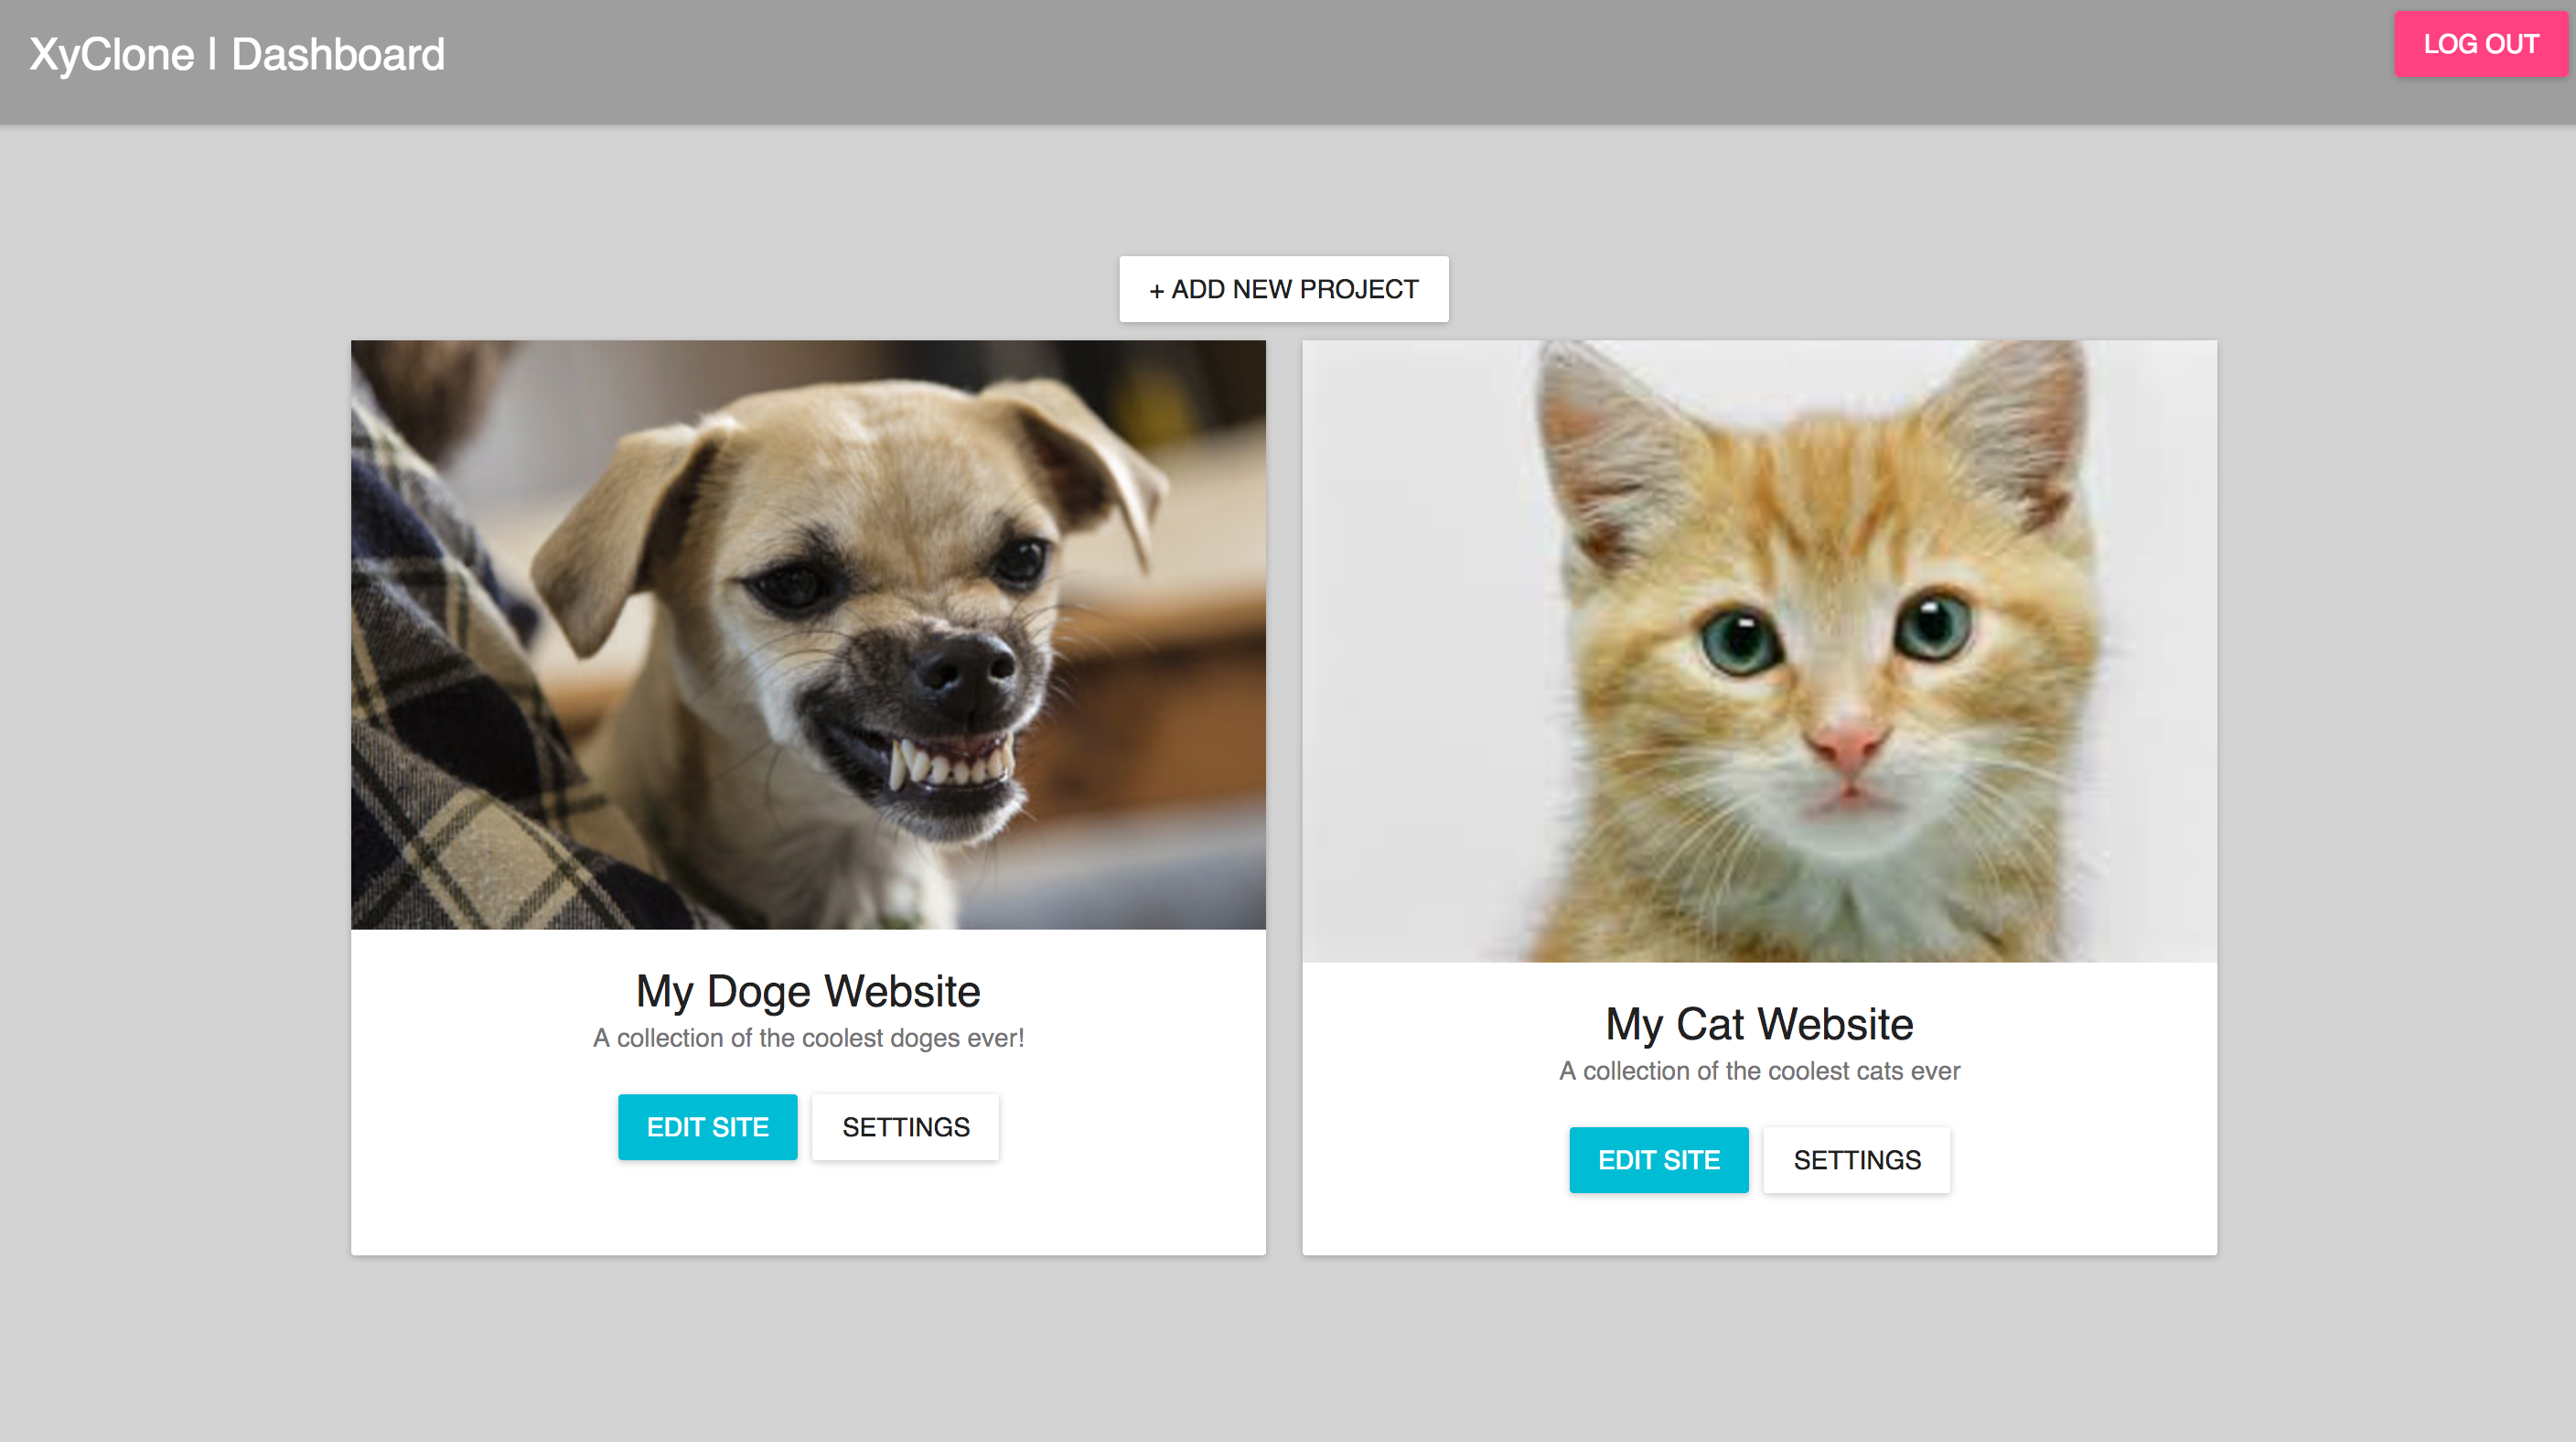 XyClone | Dashboard
LOG OUT
+ ADD NEW PROJECT
My Doge Website
A collection of the coolest doges ever!
EDIT SITE
SETTINGS
My Cat Website
A collection of the coolest cats ever
EDIT SITE
SETTINGS